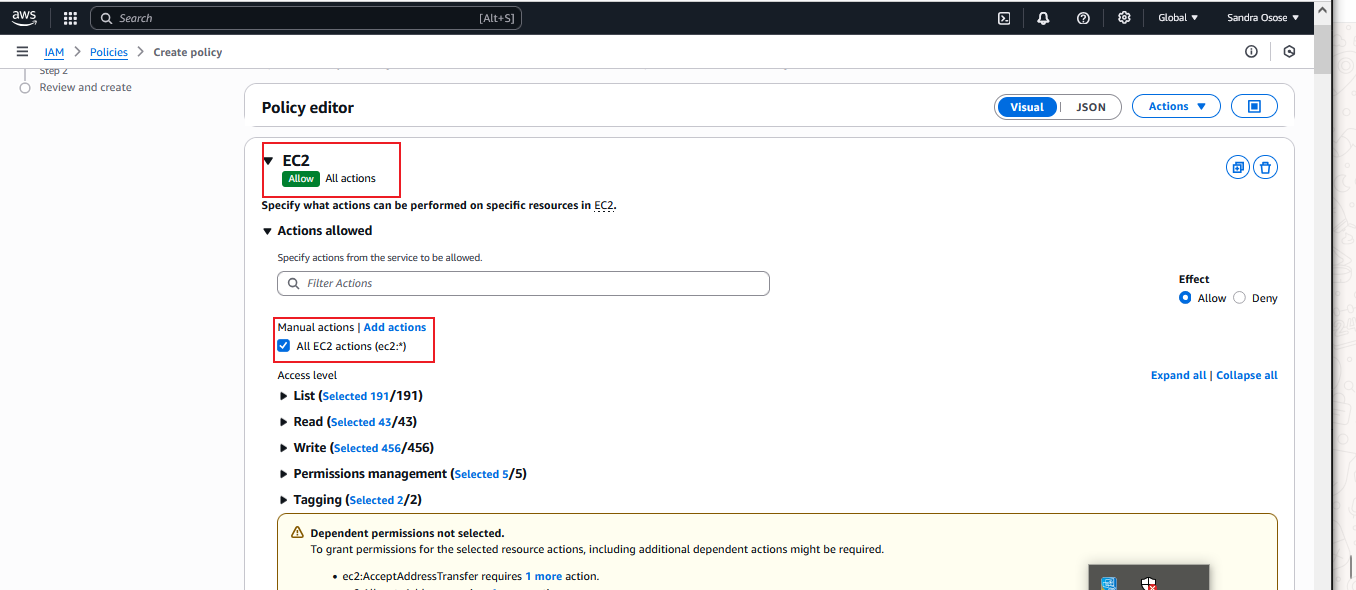 aws
Search [Alt+S]
Global ▼
Sandra Osose ▼
IAM > Policies > Create policy
Step 2
Review and create
Policy editor
Visual | JSON
Actions ▼
EC2
Allow All actions
Specify what actions can be performed on specific resources in EC2.
Actions allowed
Specify actions from the service to be allowed.
Filter Actions
Effect
Allow Deny
Manual actions | Add actions
All EC2 actions (ec2:*)
Access level
Expand all | Collapse all
List (Selected 191/191)
Read (Selected 43/43)
Write (Selected 456/456)
Permissions management (Selected 5/5)
Tagging (Selected 2/2)
Dependent permissions not selected.
To grant permissions for the selected resource actions, including additional dependent actions might be required.
• ec2:AcceptAddressTransfer requires 1 more action.